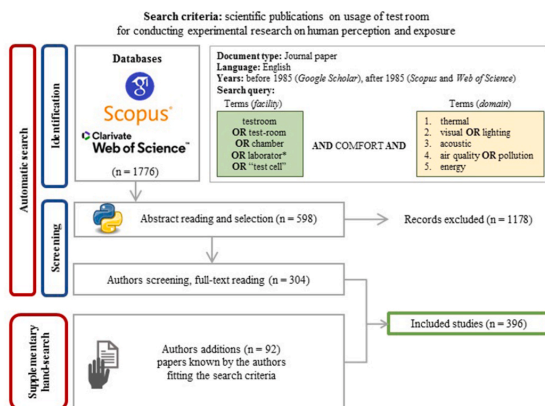 Search criteria: scientific publications on usage of test room
for conducting experimental research on human perception and exposure
Automatic search
Identification
Databases
Scopus®
Clarivate
Web of Science™
(n = 1776)
Document type: Journal paper
Language: English
Years: before 1985 (Google Scholar), after 1985 (Scopus and Web of Science)
Search query:
Terms (facility)
testroom
OR test-room
OR chamber
OR laborator*
OR "test cell"
AND COMFORT AND
Terms (domain)
1. thermal
2. visual OR lighting
3. acoustic
4. air quality OR pollution
5. energy
Screening
Abstract reading and selection (n = 598)
Records excluded (n = 1178)
Authors screening, full-text reading (n = 304)
Included studies (n = 396)
Supplementary
hand-search
Authors additions (n = 92)
papers known by the authors
fitting the search criteria